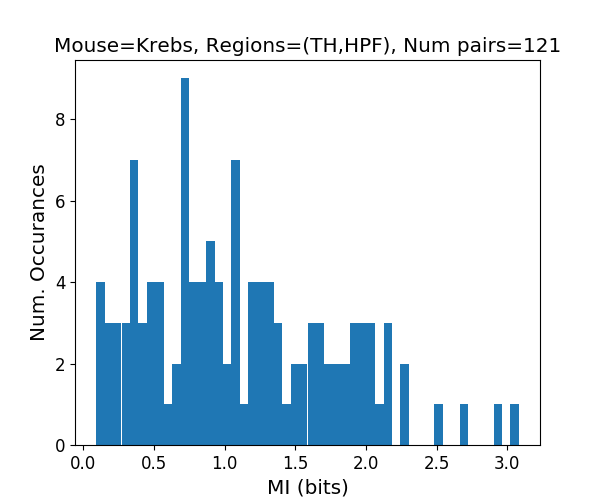 Mouse=Krebs, Regions=(TH,HPF), Num pairs=121
8
6
4
2
0
Num. Occurances
0.0 0.5 1.0 1.5 2.0 2.5 3.0
MI (bits)